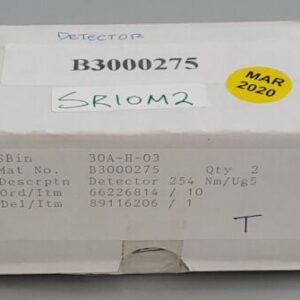 DETECTOR
B3000275
MAR
2020
SR10M2
SBin 30A-H-03
Mat No. B3000275 Qty 2
Descrptn Detector 254 Nm/Ug5
Ord/Itm 66226814 / 10
Del/Itm 89116206 / 1
T